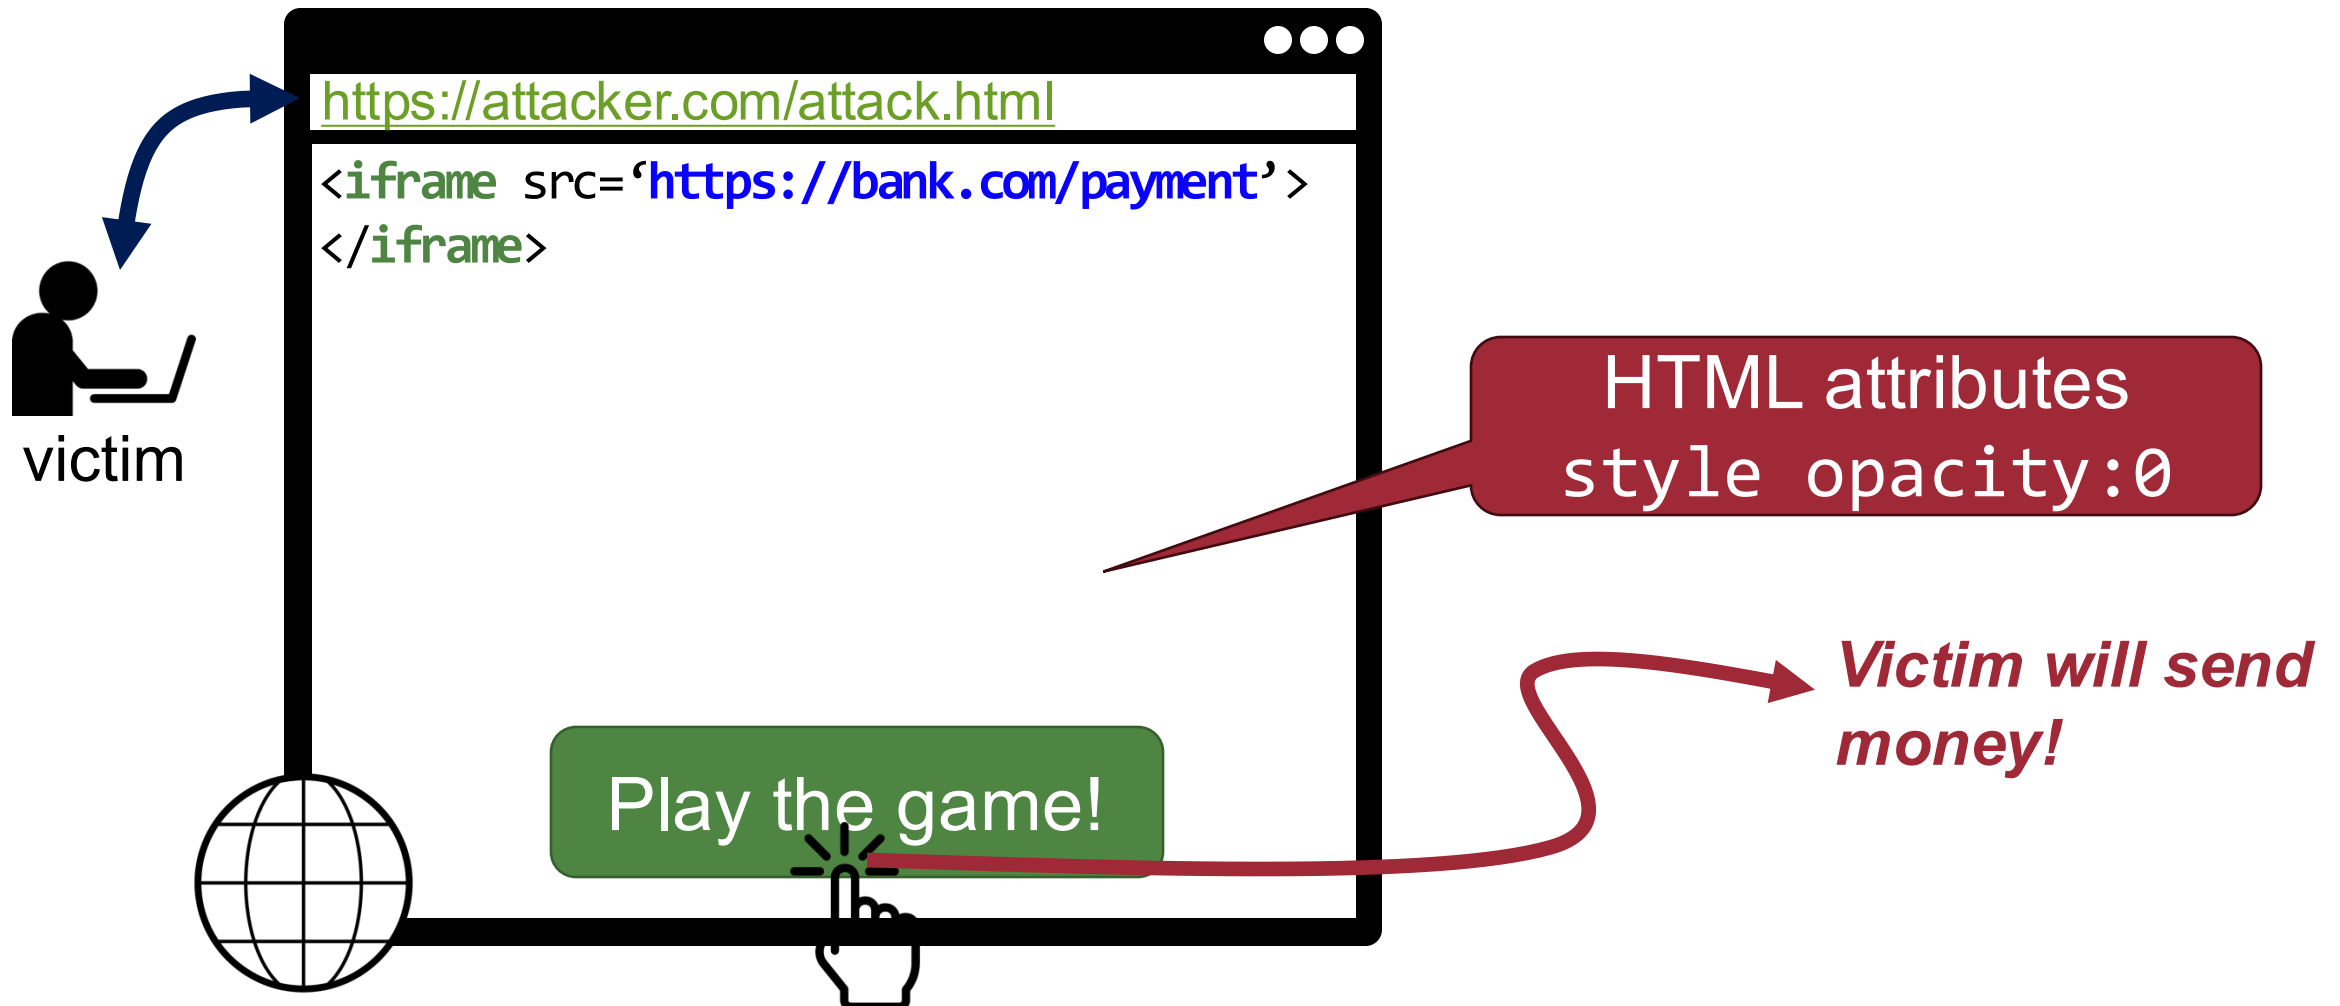 https://attacker.com/attack.html
<iframe src=‘https://bank.com/payment’>
</iframe>
victim
HTML attributes
style opacity:0
Victim will send
money!
Play the game!